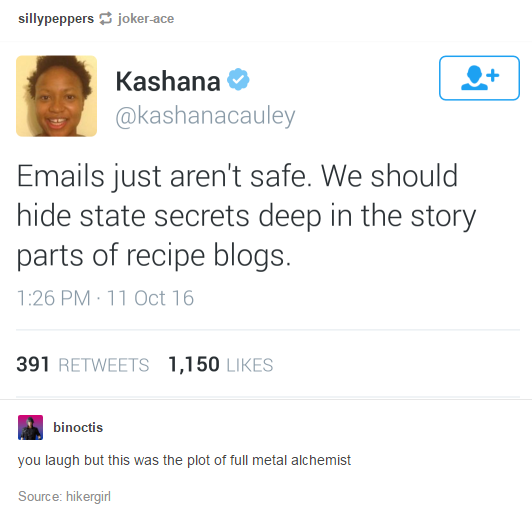 sillypeppers joker-ace
Kashana
@kashanacauley
Emails just aren't safe. We should
hide state secrets deep in the story
parts of recipe blogs.
1:26 PM · 11 Oct 16
391 RETWEETS 1,150 LIKES
binoctis
you laugh but this was the plot of full metal alchemist
Source: hikergirl